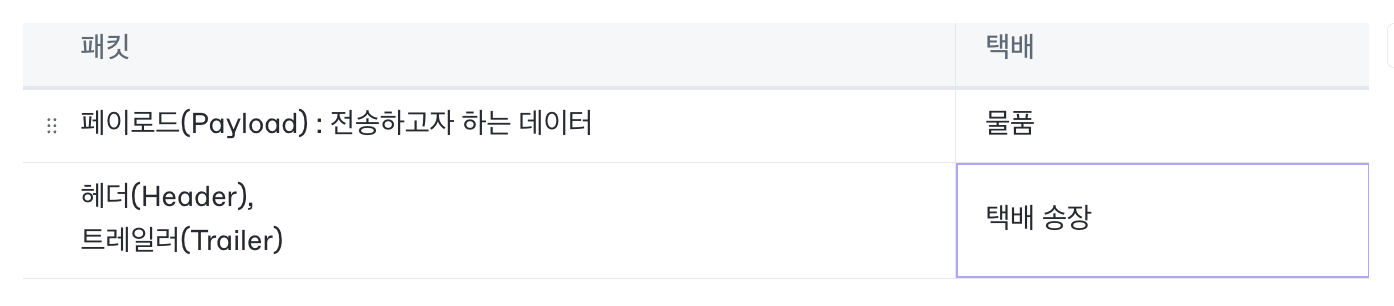 패킷
택배
페이로드(Payload) : 전송하고자 하는 데이터
물품
헤더(Header),
트레일러(Trailer)
택배 송장